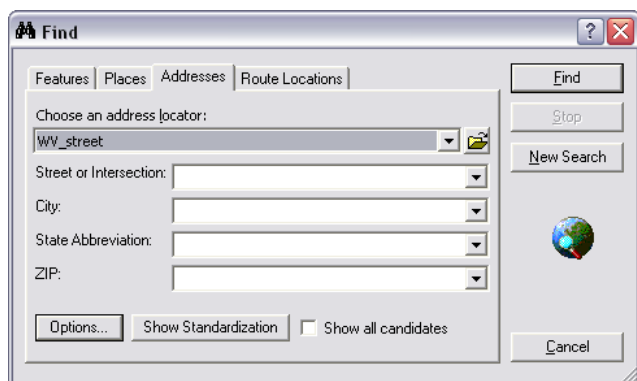 Find
Features Places Addresses Route Locations
Find
Choose an address locator:
Stop
WV_street
New Search
Street or Intersection:
City:
State Abbreviation:
ZIP:
Options... Show Standardization Show all candidates
Cancel